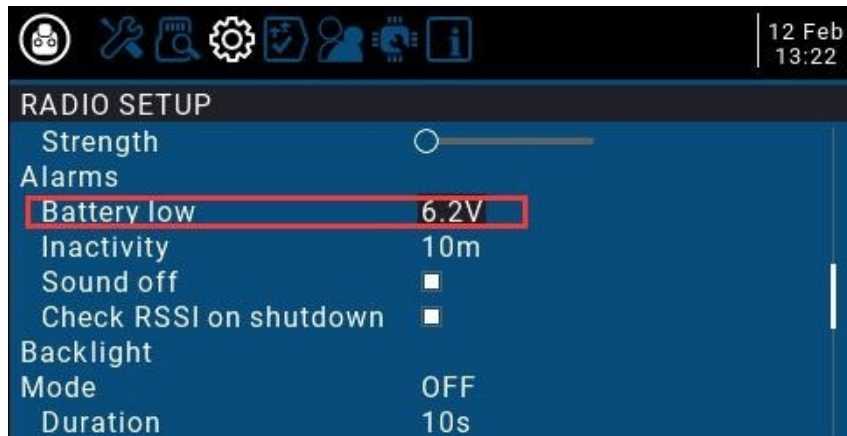 12 Feb
13:22
RADIO SETUP
Strength
Alarms
Battery low 6.2V
Inactivity 10m
Sound off
Check RSSI on shutdown
Backlight
Mode OFF
Duration 10s